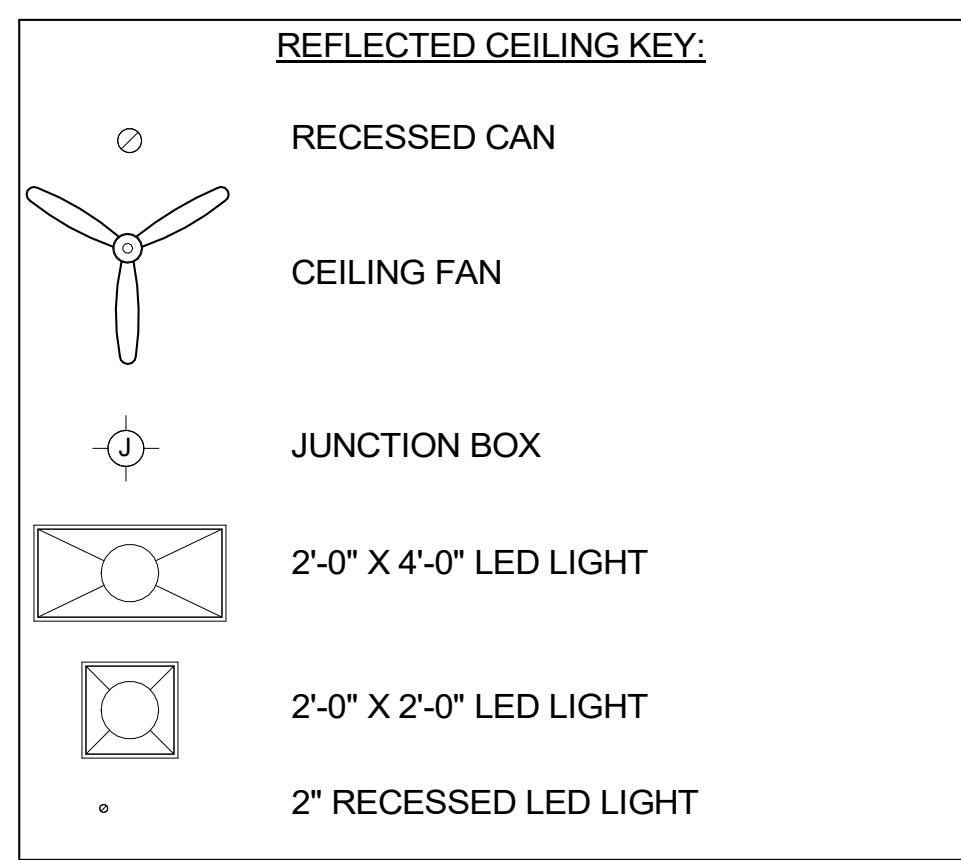 REFLECTED CEILING KEY:
RECESSED CAN
CEILING FAN
J
JUNCTION BOX
2'-0" X 4'-0" LED LIGHT
2'-0" X 2'-0" LED LIGHT
2" RECESSED LED LIGHT